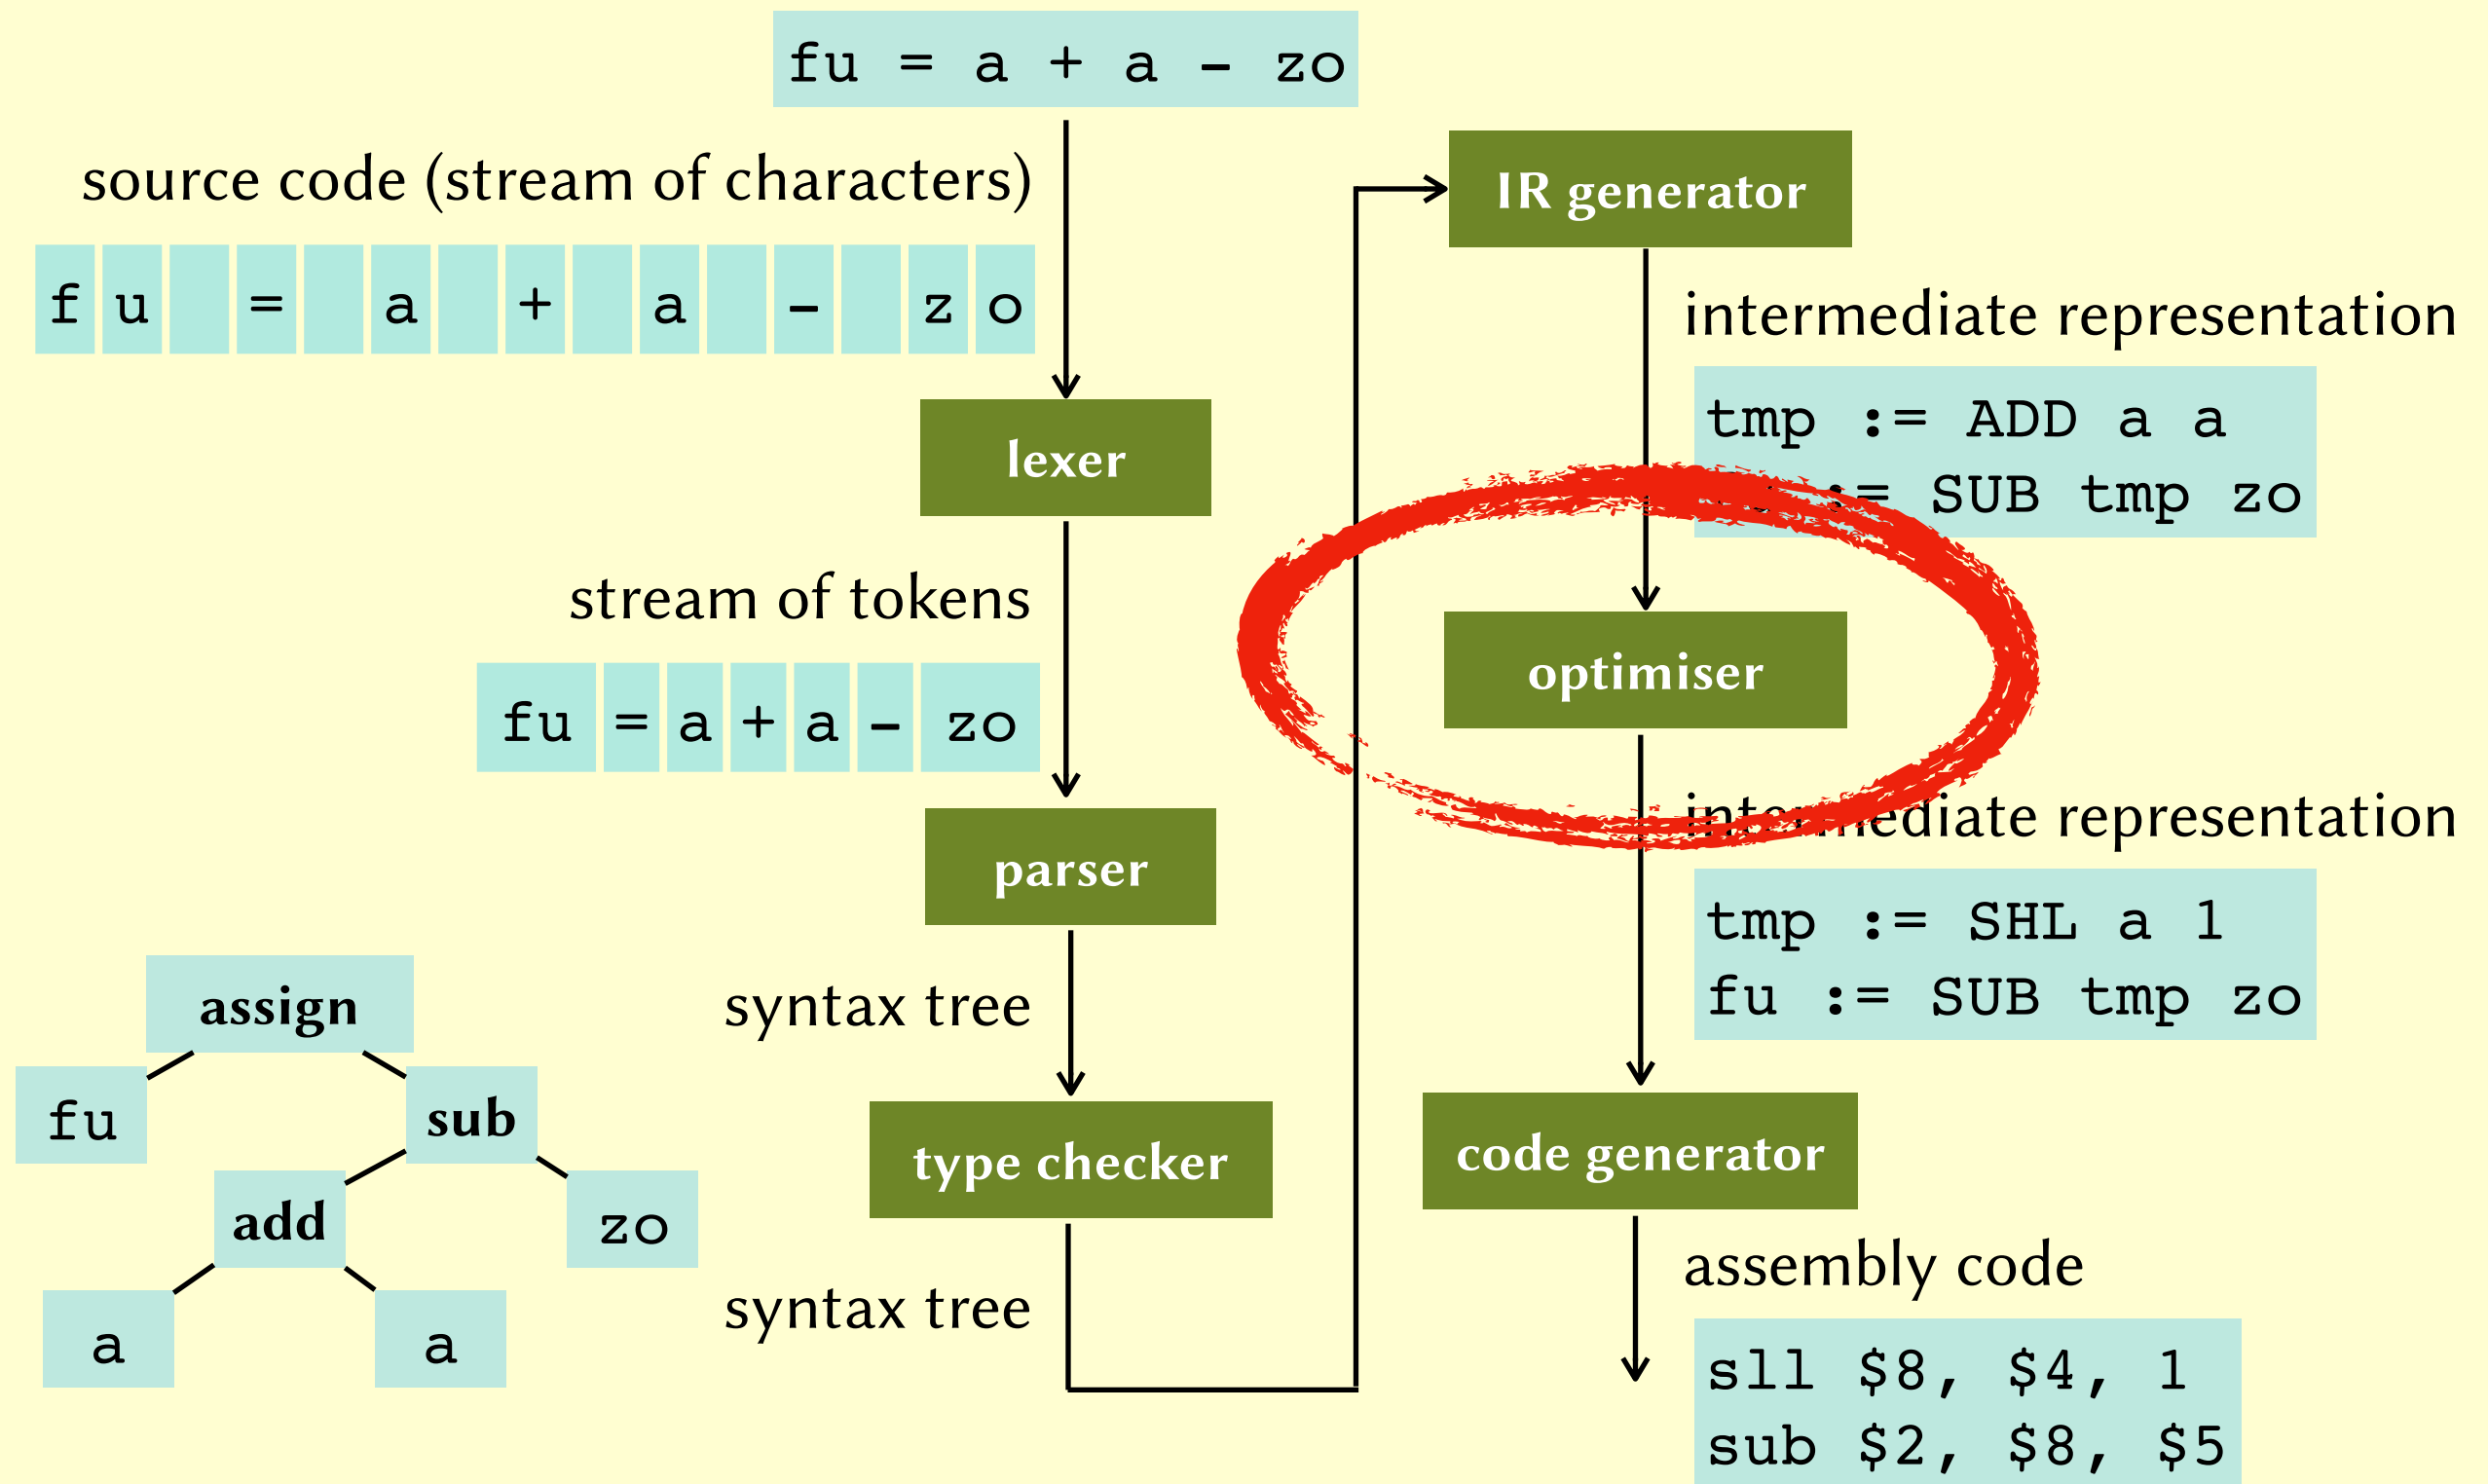 fu = a + a - zo
source code (stream of characters)
f u = a + a - z o
lexer
stream of tokens
fu = a + a - zo
parser
syntax tree
assign
fu sub
add zo
a a
type checker
syntax tree
IR generator
intermediate representation
tmp := ADD a a
:= SUB tmp zo
optimiser
intermediate representation
tmp := SHL a 1
fu := SUB tmp zo
code generator
assembly code
sll $8, $4, 1
sub $2, $8, $5